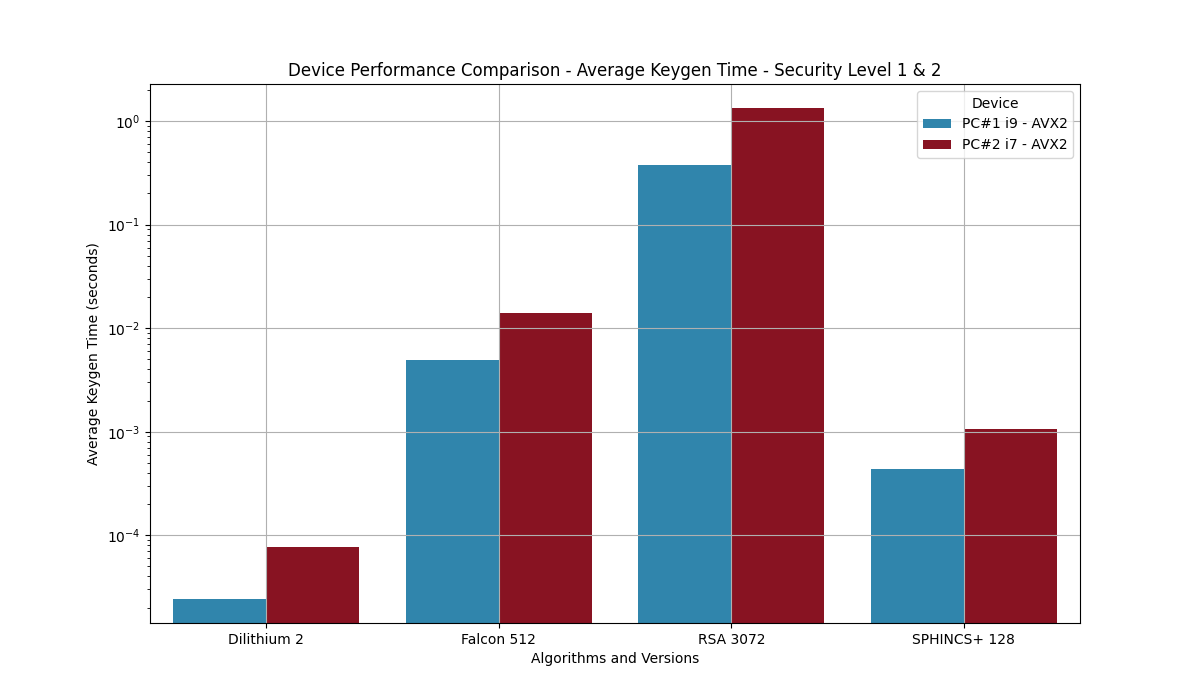 Device Performance Comparison - Average Keygen Time - Security Level 1 & 2
Device
PC#1 i9 - AVX2
PC#2 i7 - AVX2
10⁰
10⁻¹
10⁻²
10⁻³
10⁻⁴
Average Keygen Time (seconds)
Dilithium 2
Falcon 512
RSA 3072
SPHINCS+ 128
Algorithms and Versions